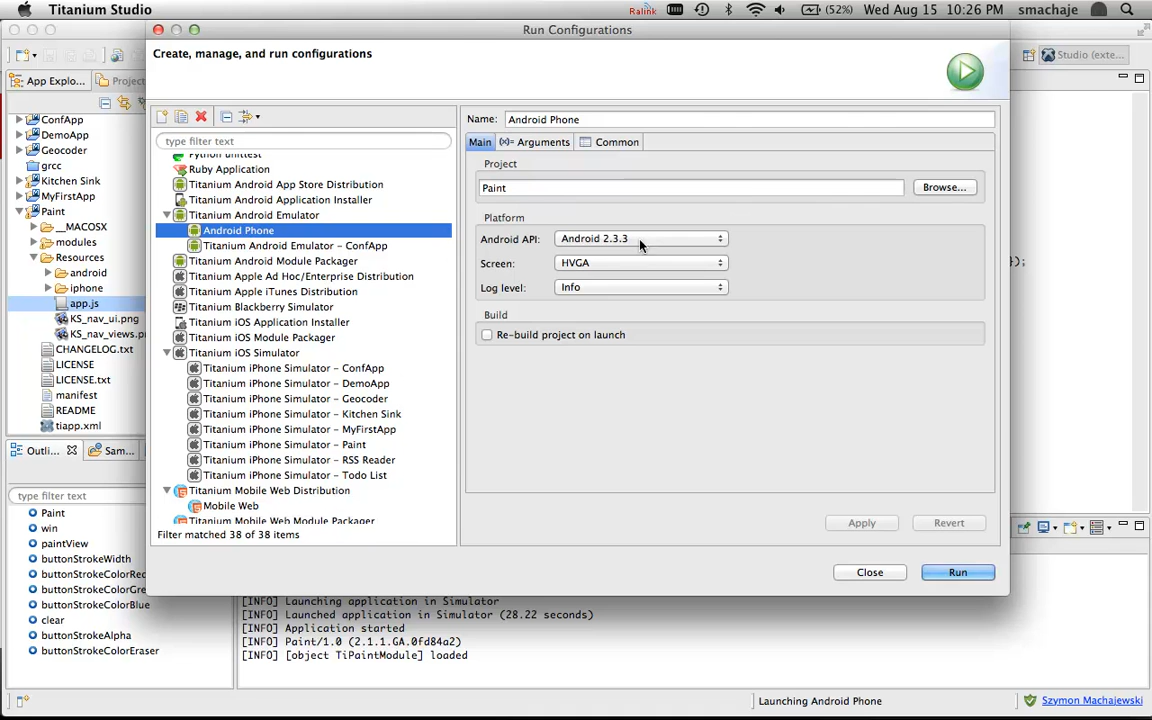 Titanium Studio
Ralink
(52%)
Wed Aug 15 10:26 PM
smachaje
Run Configurations
Create, manage, and run configurations
App Explo...
Project
Studio (exte...
ConfApp
DemoApp
Geocoder
grcc
Kitchen Sink
MyFirstApp
Paint
__MACOSX
modules
Resources
android
iphone
app.js
KS_nav_ui.png
KS_nav_views.pn
CHANGELOG.txt
LICENSE
LICENSE.txt
manifest
README
tiapp.xml
Outli...
Sam...
type filter text
Paint
win
paintView
buttonStrokeWidth
buttonStrokeColorRed
buttonStrokeColorGre
buttonStrokeColorBlue
clear
buttonStrokeAlpha
buttonStrokeColorEraser
type filter text
Python unittest
Ruby Application
Titanium Android App Store Distribution
Titanium Android Application Installer
Titanium Android Emulator
Android Phone
Titanium Android Emulator - ConfApp
Titanium Android Module Packager
Titanium Apple Ad Hoc/Enterprise Distribution
Titanium Apple iTunes Distribution
Titanium Blackberry Simulator
Titanium iOS Application Installer
Titanium iOS Module Packager
Titanium iOS Simulator
Titanium iPhone Simulator - ConfApp
Titanium iPhone Simulator - DemoApp
Titanium iPhone Simulator - Geocoder
Titanium iPhone Simulator - Kitchen Sink
Titanium iPhone Simulator - MyFirstApp
Titanium iPhone Simulator - Paint
Titanium iPhone Simulator - RSS Reader
Titanium iPhone Simulator - Todo List
Titanium Mobile Web Distribution
Mobile Web
Titanium Mobile Web Module Packager
Filter matched 38 of 38 items
Name: Android Phone
Main
(x)= Arguments
Common
Project
Paint
Browse...
Platform
Android API: Android 2.3.3
Screen: HVGA
Log level: Info
Build
Re-build project on launch
Apply
Revert
Close
Run
});
[INFO] Launching application in Simulator
[INFO] Launched application in Simulator (28.22 seconds)
[INFO] Application started
[INFO] Paint/1.0 (2.1.1.GA.0fd84a2)
[INFO] [object TiPaintModule] loaded
Launching Android Phone
Szymon Machajewski